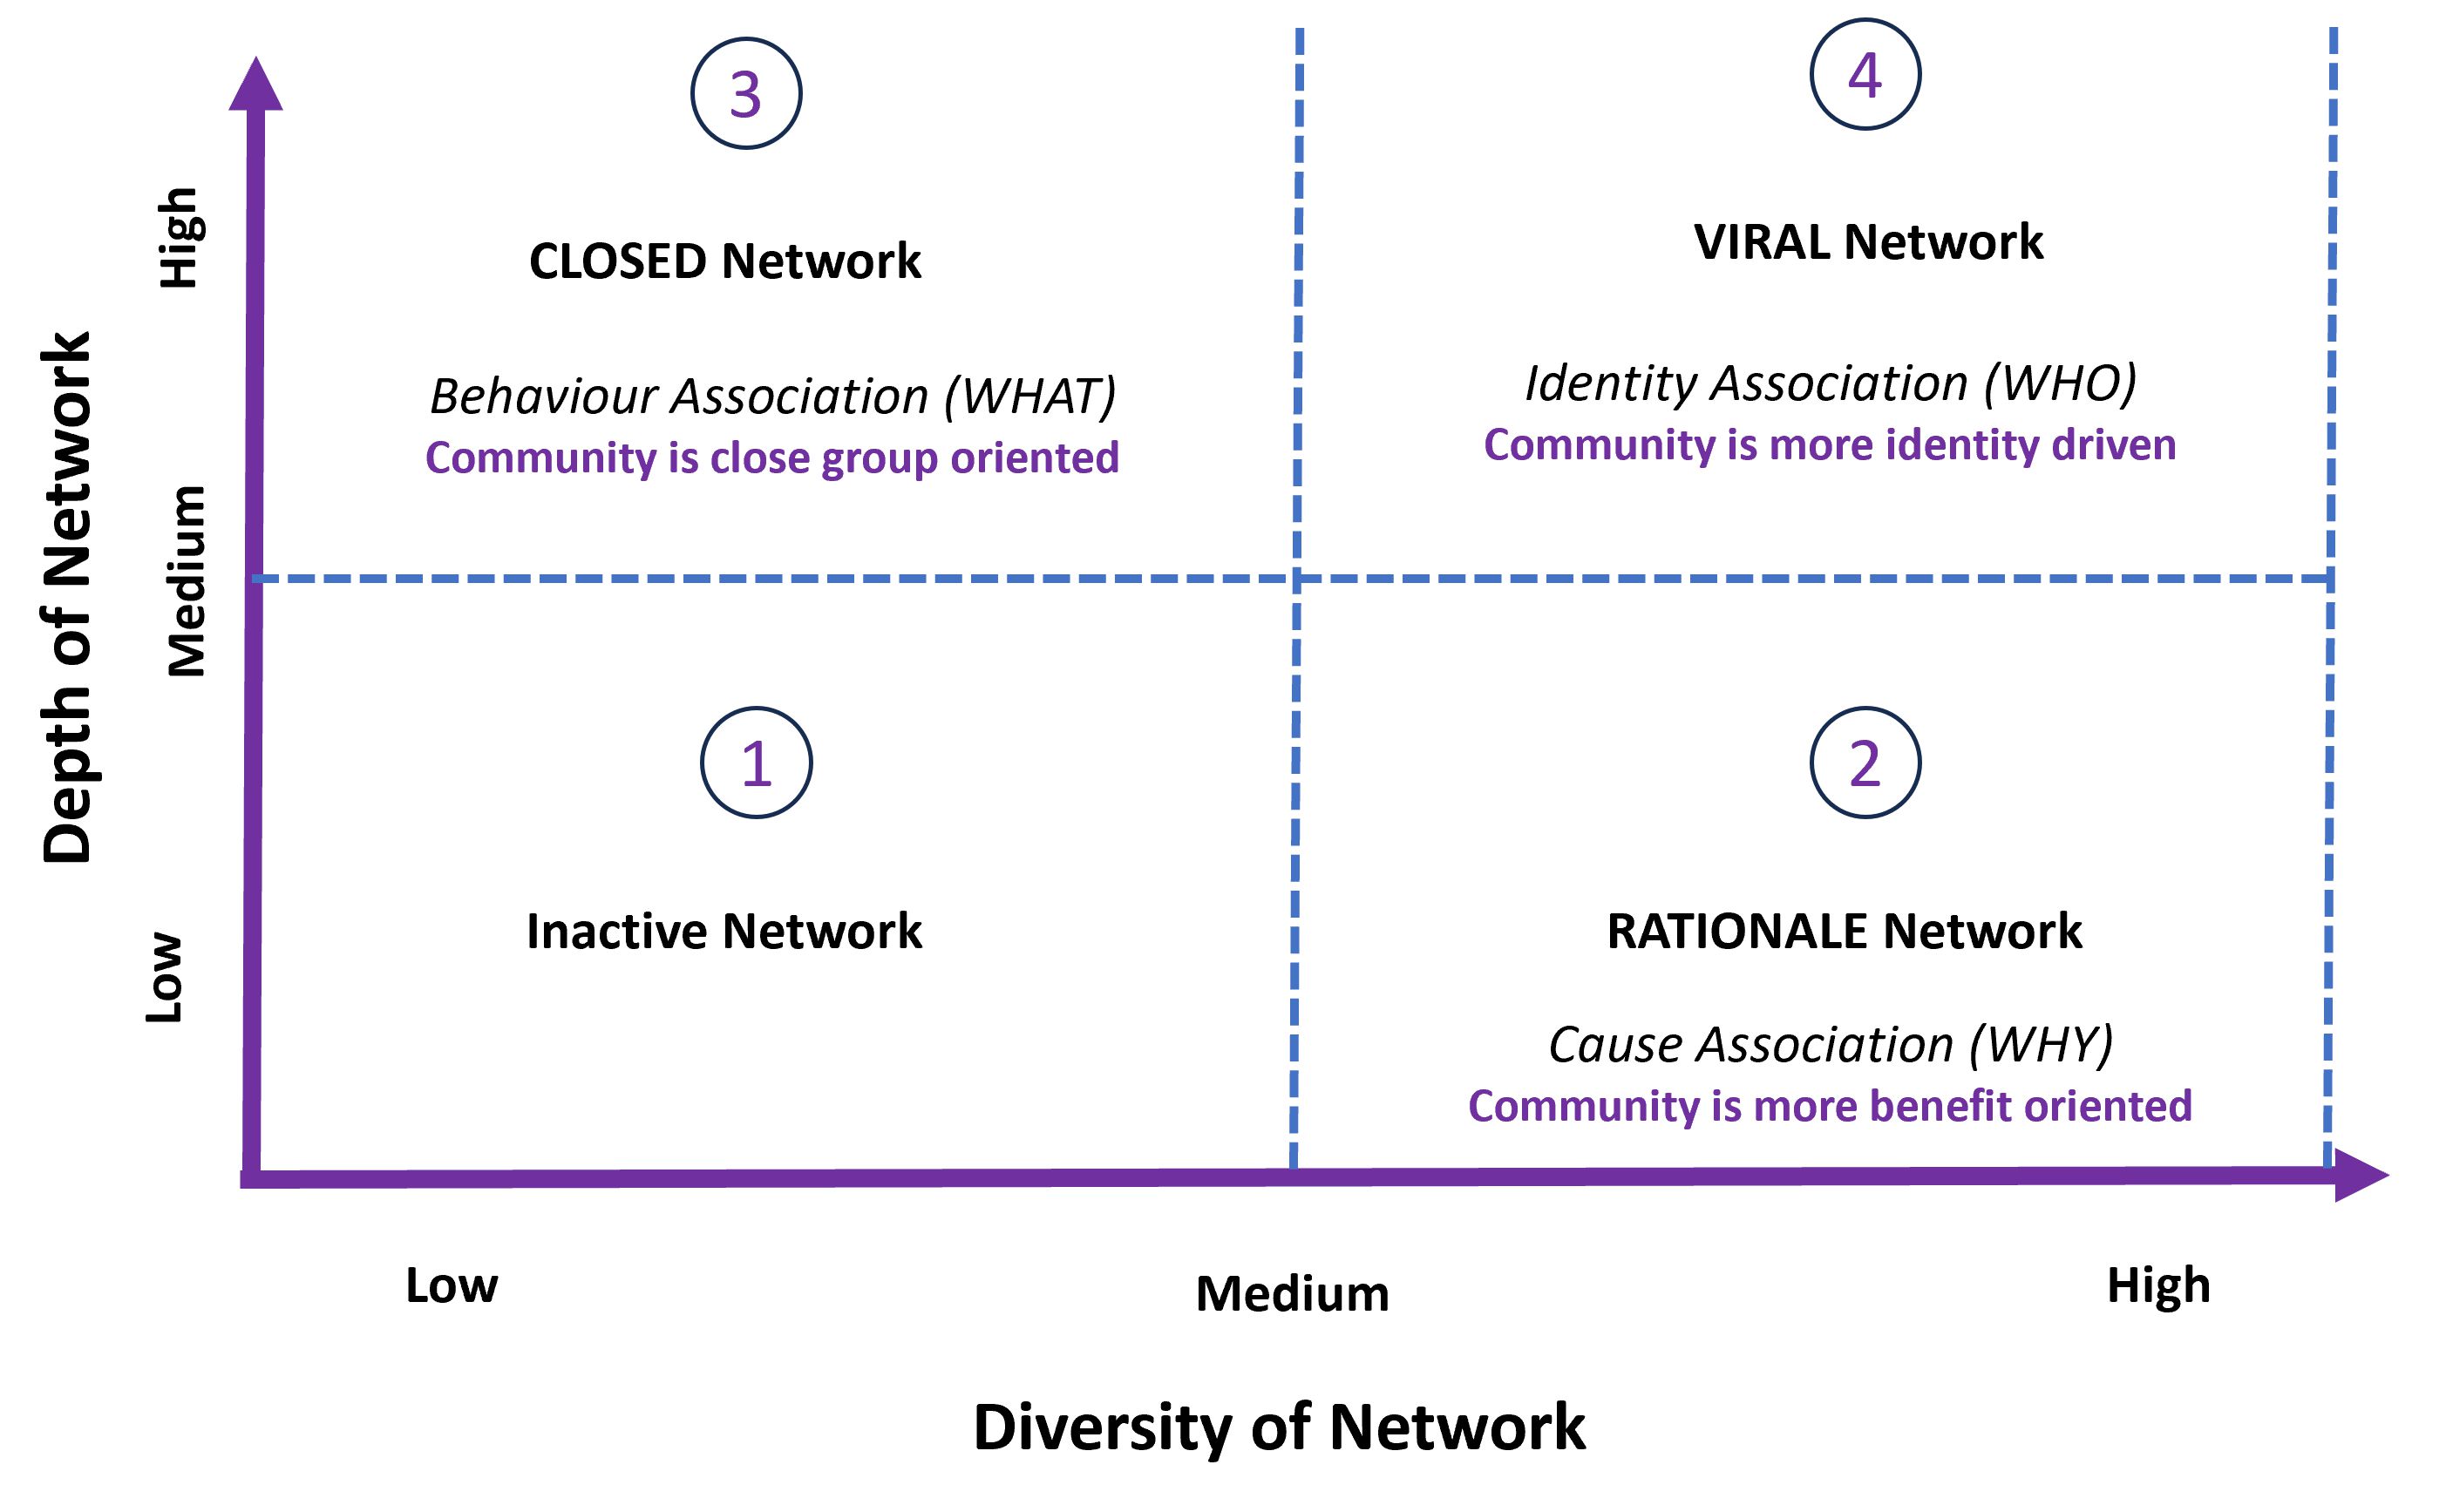 3
4
CLOSED Network
VIRAL Network
Behaviour Association (WHAT)
Community is close group oriented
Identity Association (WHO)
Community is more identity driven
High
Medium
Low
Depth of Network
1
2
Inactive Network
RATIONALE Network
Cause Association (WHY)
Community is more benefit oriented
Low
Medium
High
Diversity of Network